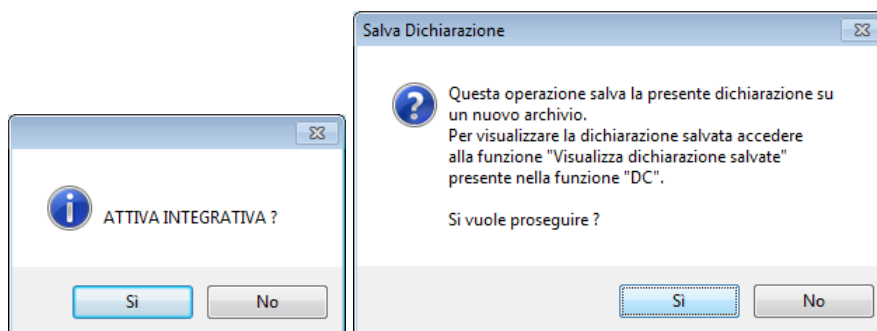 ATTIVA INTEGRATIVA ?
Sì
No
Salva Dichiarazione
Questa operazione salva la presente dichiarazione su
un nuovo archivio.
Per visualizzare la dichiarazione salvata accedere
alla funzione "Visualizza dichiarazione salvate"
presente nella funzione "DC".
Si vuole proseguire ?
Sì
No